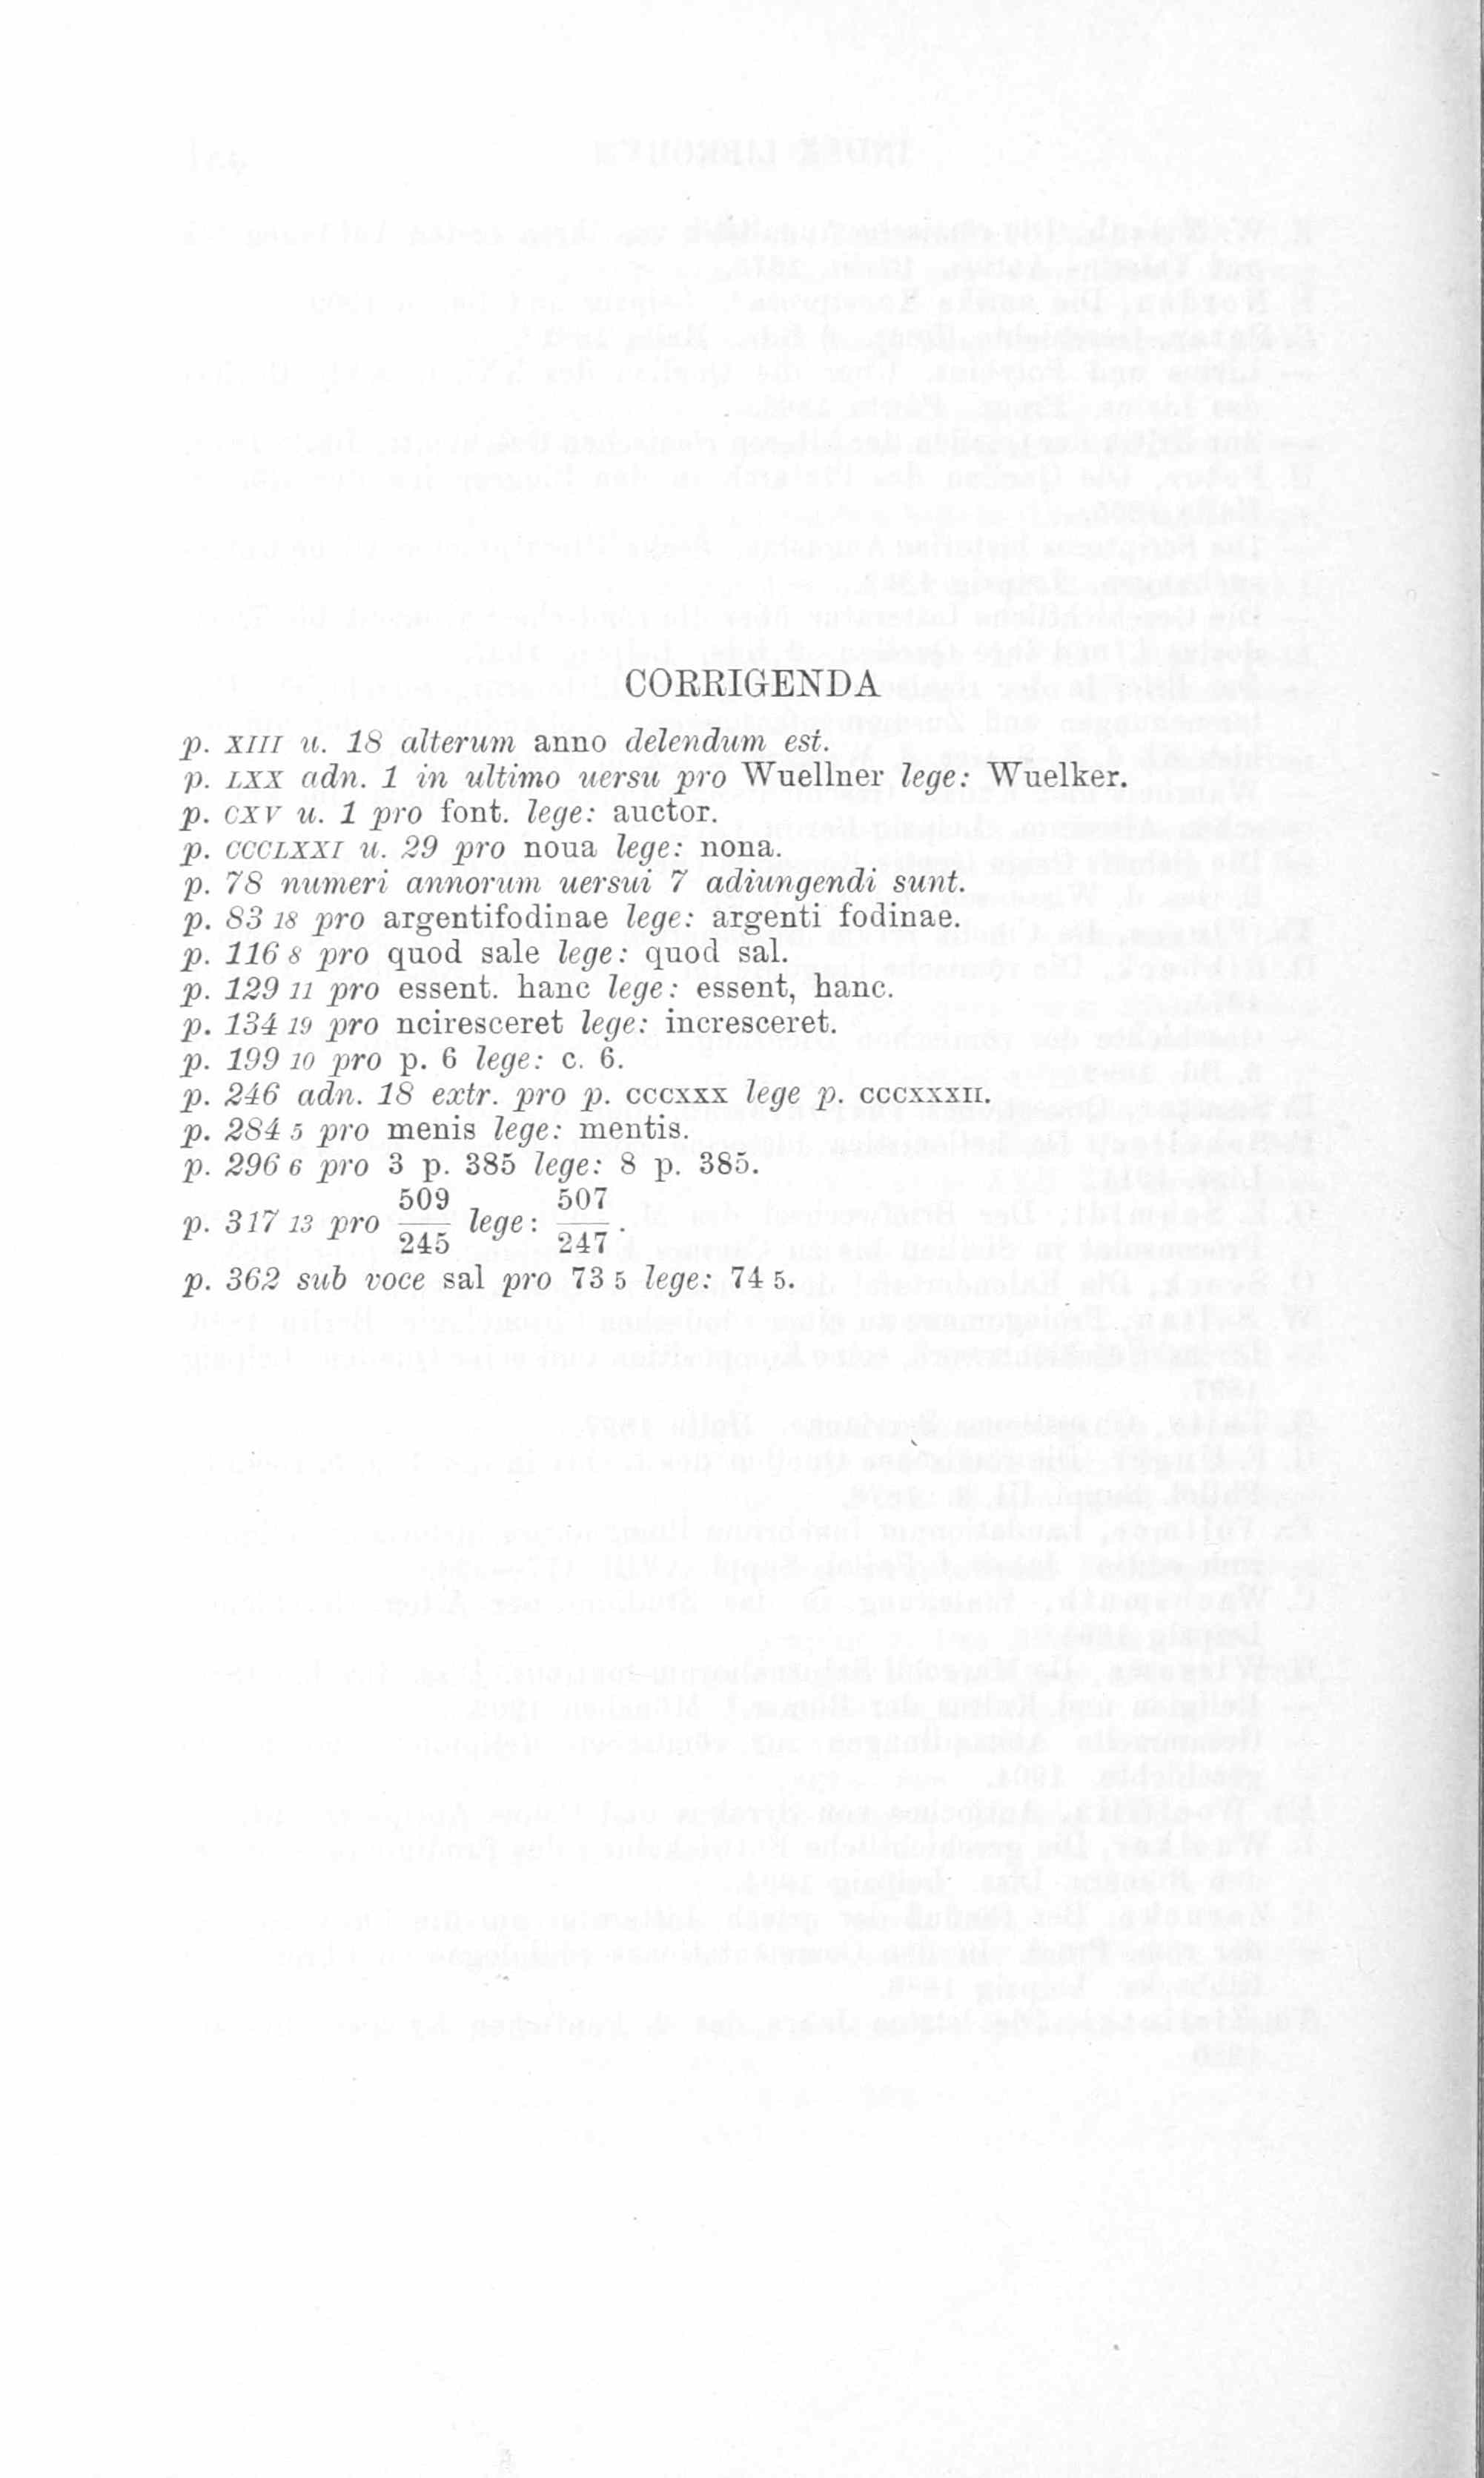 CORRIGENDA
p. XIII u. 18 alterum anno delendum est.
p. LXX adn. 1 in ultimo uersu pro Wuellner lege: Wuelker.
p. CXV u. 1 pro font. lege: auctor.
p. CCCLXXI u. 29 pro noua lege: nona.
p. 78 numeri annorum uersui 7 adiungendi sunt.
p. 83 18 pro argentifodinae lege: argenti fodinae.
p. 116 8 pro quod sale lege: quod sal.
p. 129 11 pro essent. hanc lege: essent, hanc.
p. 134 19 pro nciresceret lege: incresceret.
p. 199 10 pro p. 6 lege: c. 6.
p. 246 adn. 18 extr. pro p. CCCXXX lege p. CCCXXXII.
p. 284 5 pro menis lege: mentis.
p. 296 6 pro 3 p. 385 lege: 8 p. 385.
p. 317 13 pro 509/245 lege: 507/247.
p. 362 sub voce sal pro 73 5 lege: 74 5.